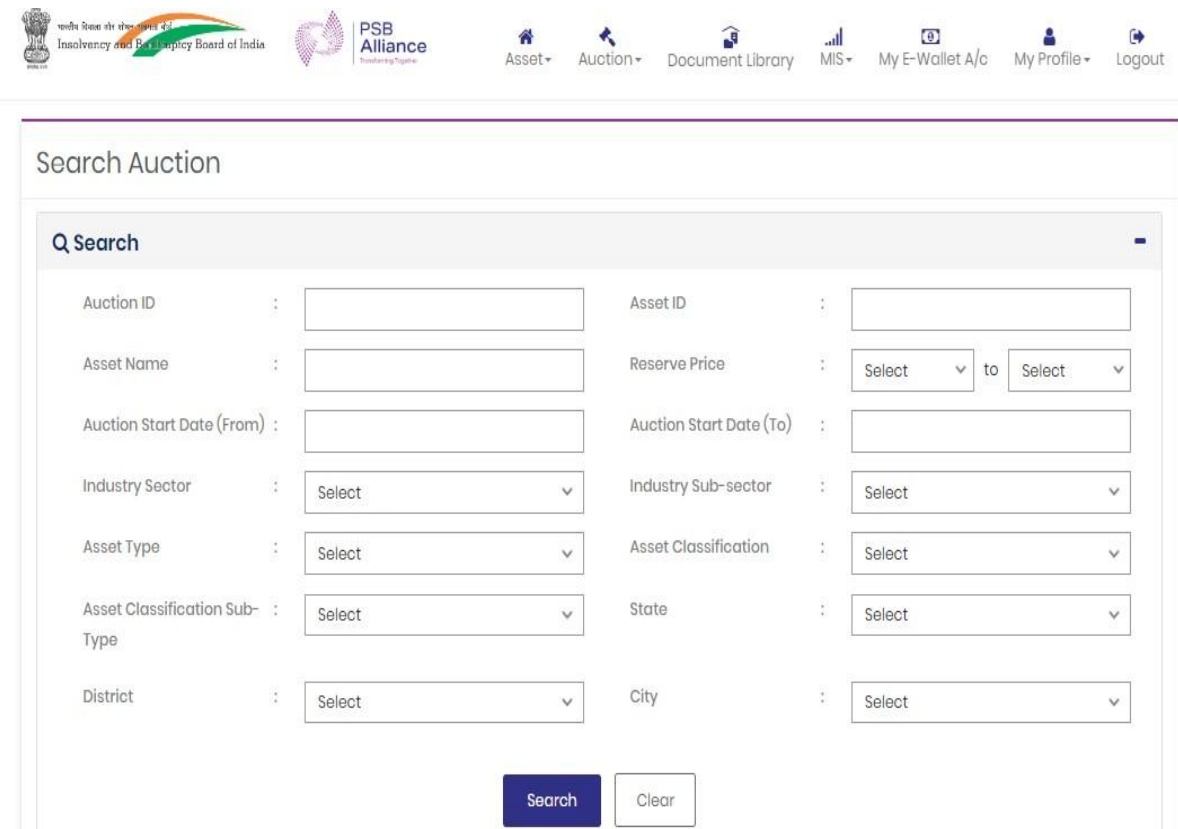 Insolvency and Bankruptcy Board of India
PSB
Alliance
Asset
Auction
Document Library
MIS
My E-Wallet A/c
My Profile
Logout
Search Auction
Search
Auction ID :
Asset ID :
Asset Name :
Reserve Price : Select to Select
Auction Start Date (From) :
Auction Start Date (To) :
Industry Sector : Select
Industry Sub-sector : Select
Asset Type : Select
Asset Classification : Select
Asset Classification Sub- : Select
Type
State : Select
District : Select
City : Select
Search
Clear